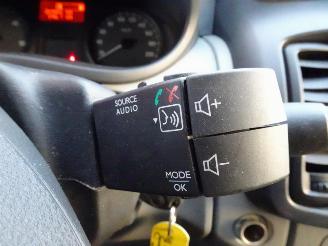 SOURCE
AUDIO
+
MODE
OK
-